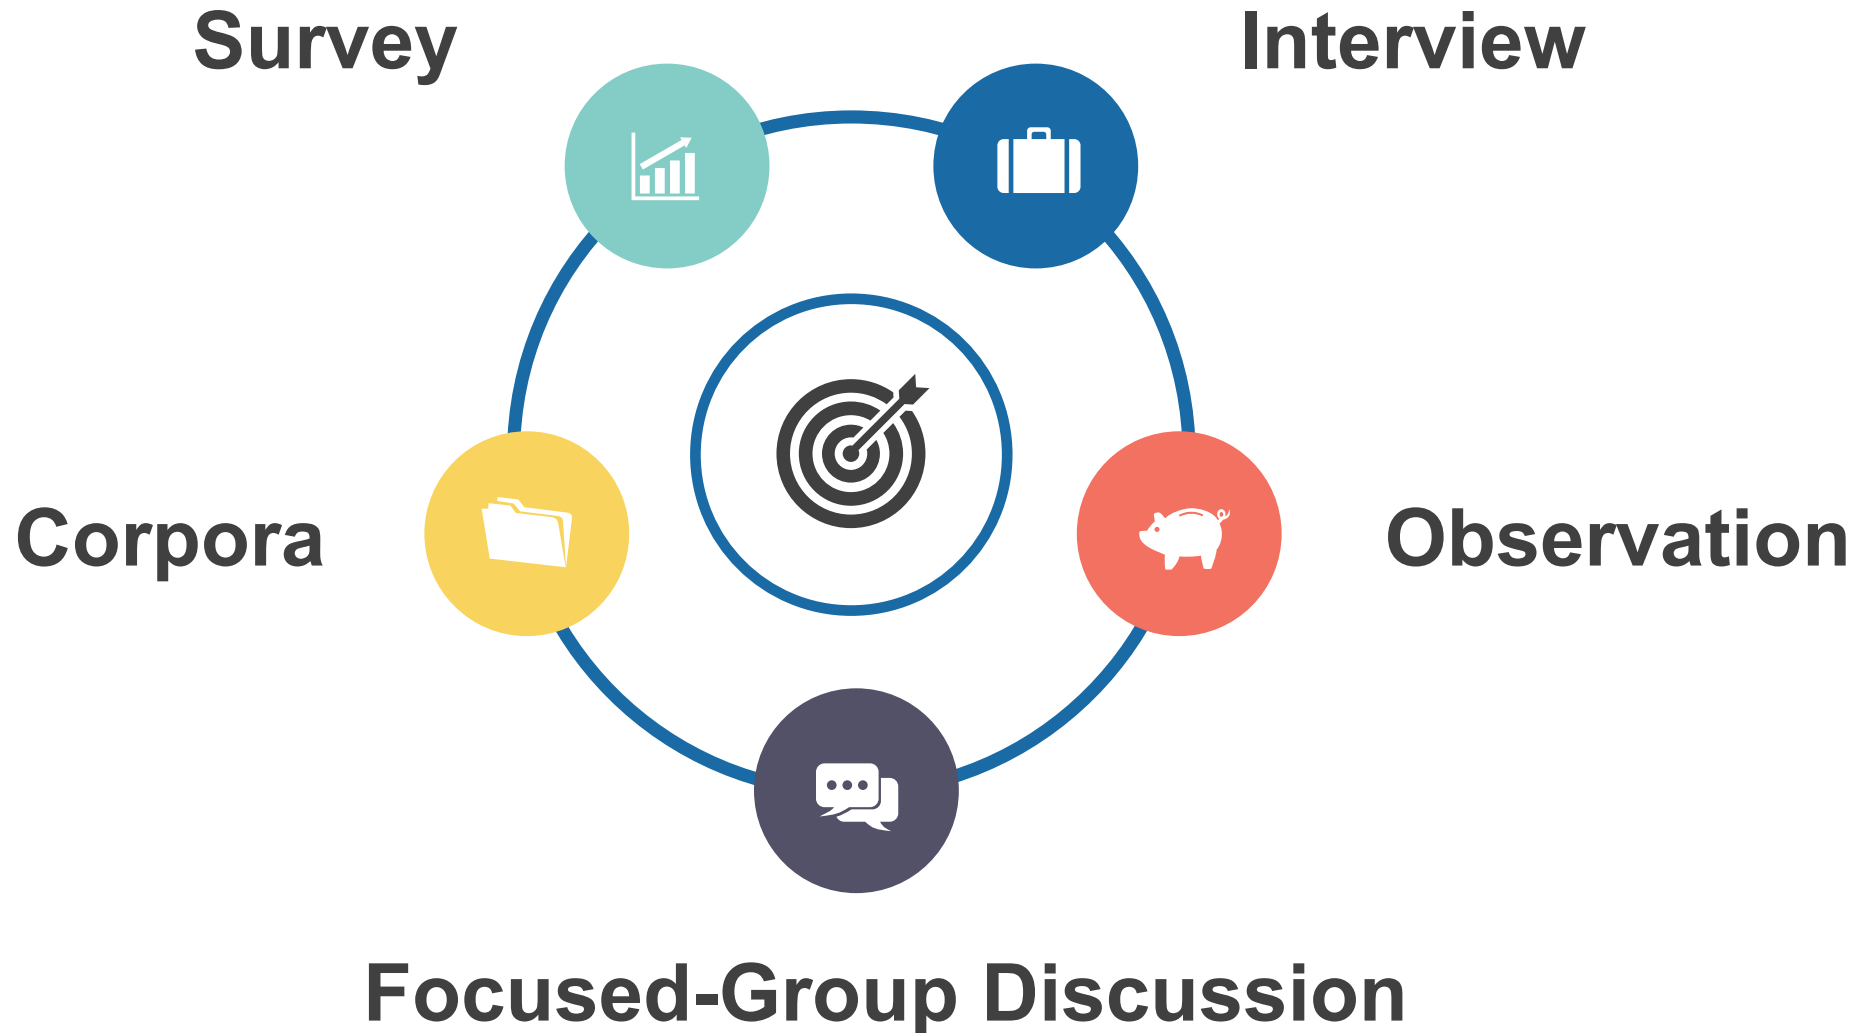 Survey
Interview
Corpora
Observation
Focused-Group Discussion